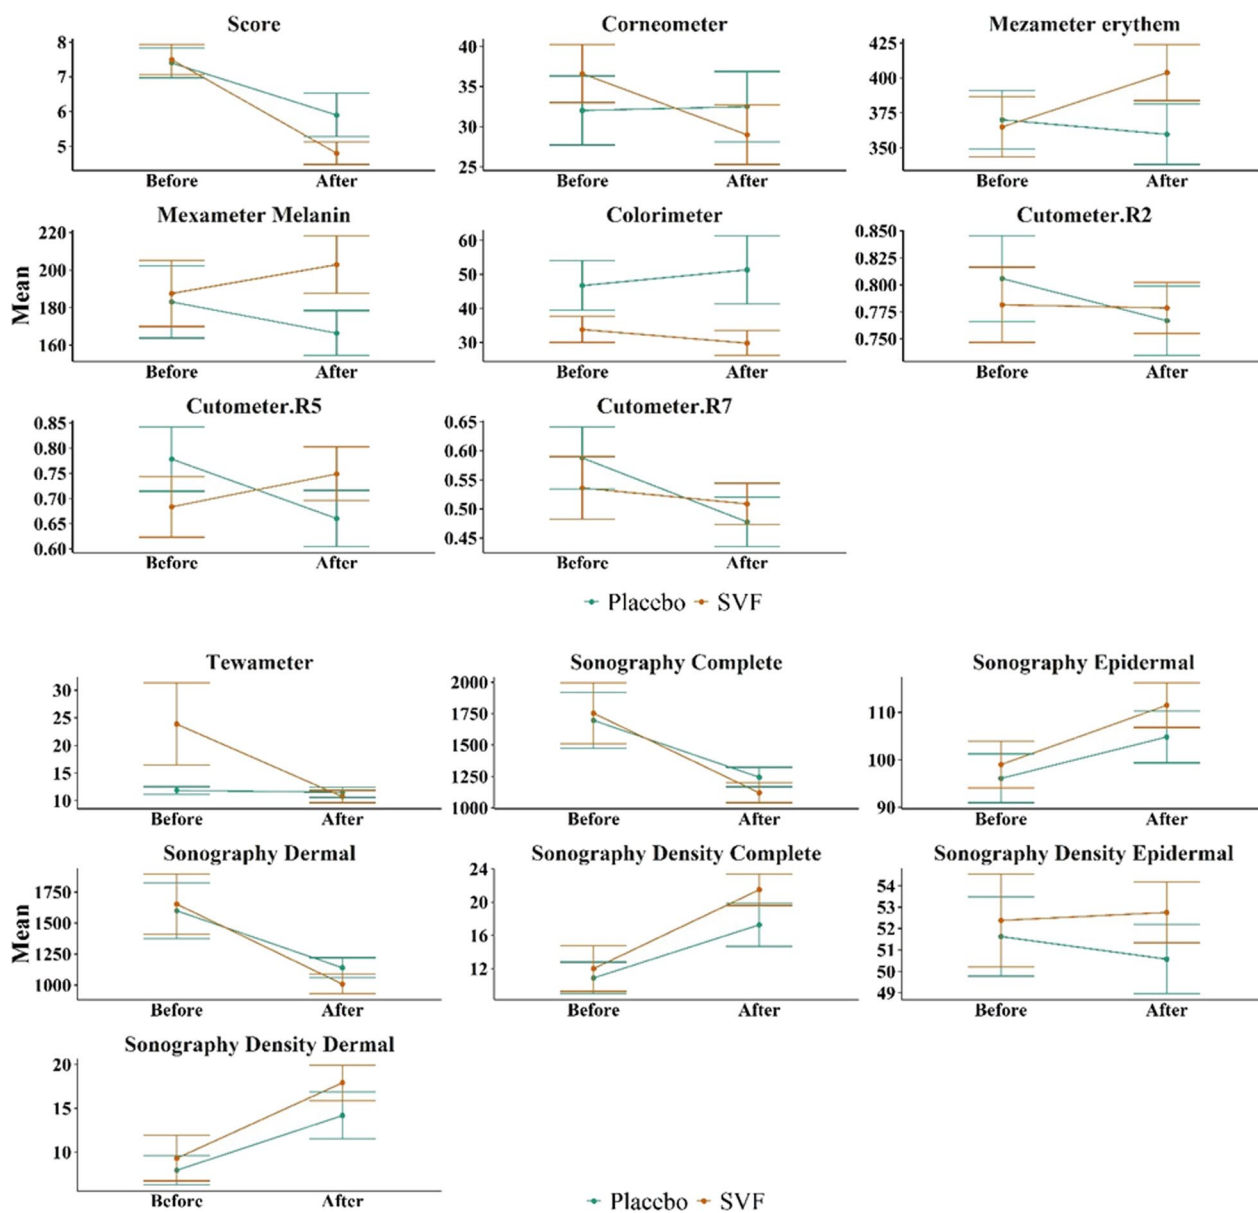 Score Corneometer Mezameter erythem
8 7 6 5
40 35 30 25
425 400 375 350
Before After Before After Before After
Mexameter Melanin Colorimeter Cutometer.R2
220 200 180 160
60 50 40 30
0.850 0.825 0.800 0.775 0.750
Mean
Before After Before After Before After
Cutometer.R5 Cutometer.R7
0.85 0.80 0.75 0.70 0.65 0.60
0.65 0.60 0.55 0.50 0.45
Before After Before After
Placebo SVF
Tewameter Sonography Complete Sonography Epidermal
30 25 20 15 10
2000 1750 1500 1250 1000
110 100 90
Before After Before After Before After
Sonography Dermal Sonography Density Complete Sonography Density Epidermal
1750 1500 1250 1000
24 20 16 12
54 53 52 51 50 49
Mean
Before After Before After Before After
Sonography Density Dermal
20 15 10
Before After
Placebo SVF